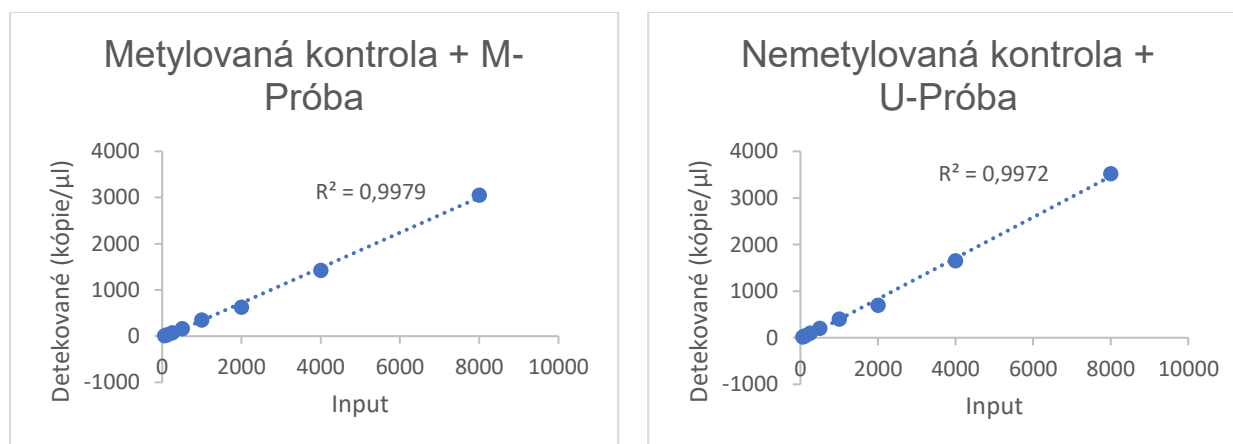 Metylovaná kontrola + M-
Próba
4000
3000
2000
1000
0
-1000
R² = 0,9979
0 2000 4000 6000 8000 10000
Detekované (kópie/µl)
Input
Nemetylovaná kontrola +
U-Próba
4000
3000
2000
1000
0
-1000
R² = 0,9972
0 2000 4000 6000 8000 10000
Detekované (kópie/µl)
Input